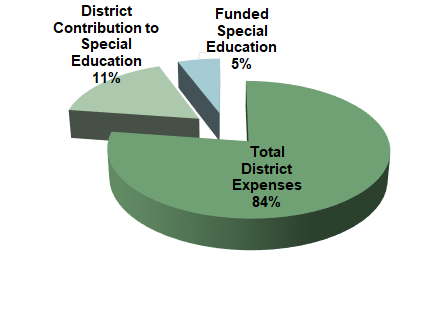 District
Contribution to
Special
Education
11%
Funded
Special
Education
5%
Total
District
Expenses
84%